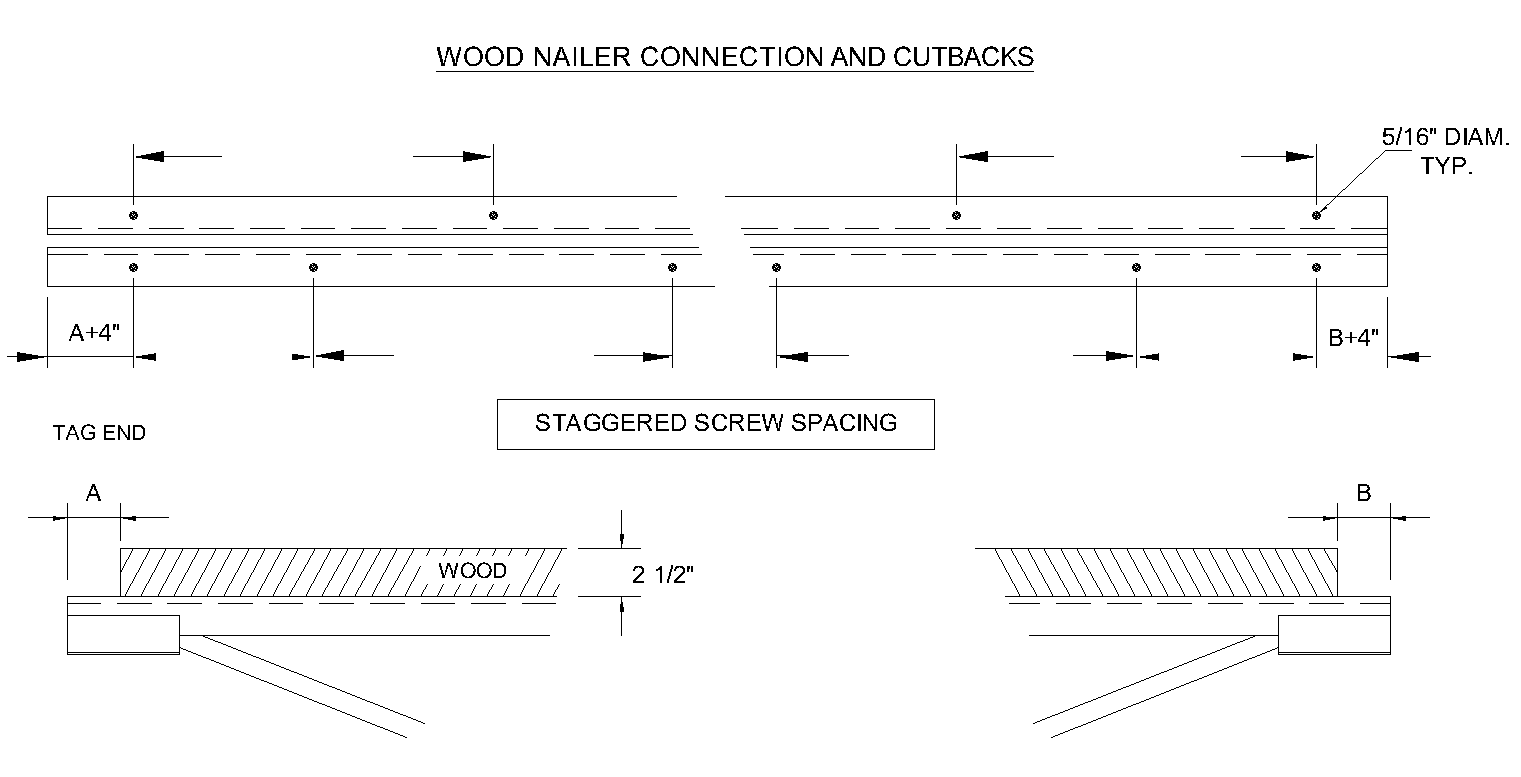 WOOD NAILER CONNECTION AND CUTBACKS
5/16" DIAM.
TYP.
A+4"
B+4"
STAGGERED SCREW SPACING
TAG END
A
B
WOOD
2 1/2"